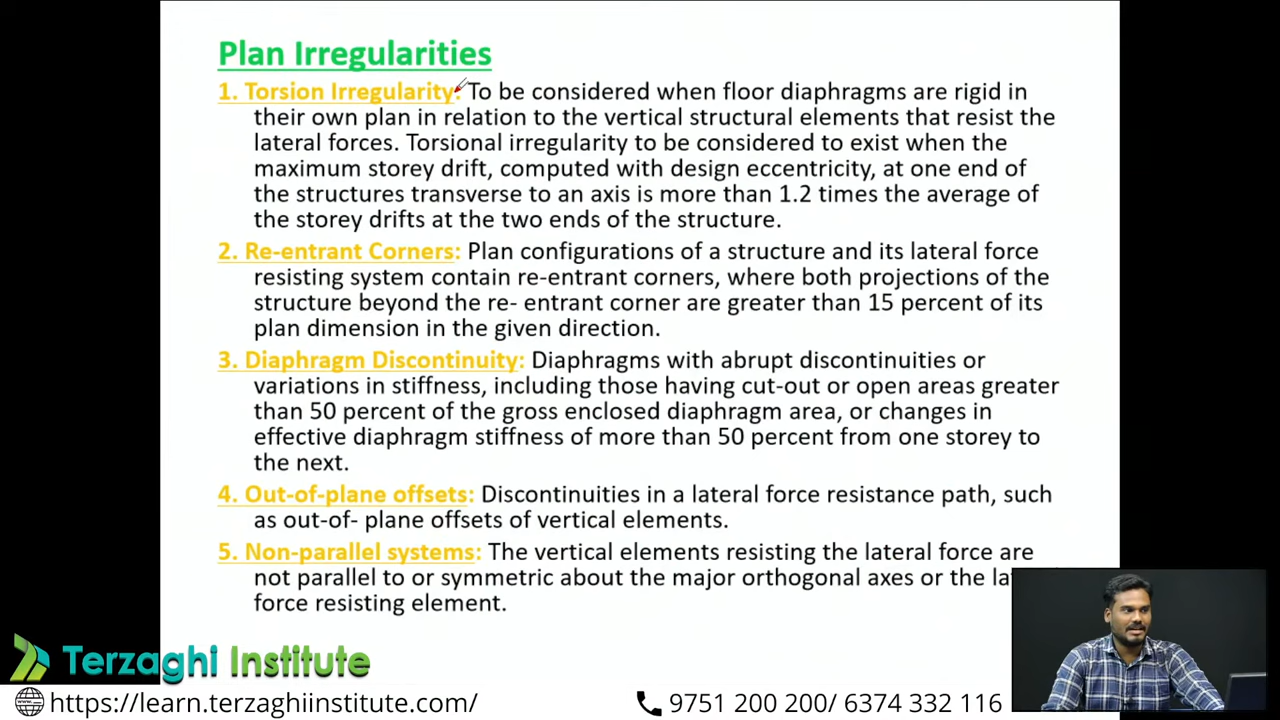 Plan Irregularities
1. Torsion Irregularity: To be considered when floor diaphragms are rigid in
their own plan in relation to the vertical structural elements that resist the
lateral forces. Torsional irregularity to be considered to exist when the
maximum storey drift, computed with design eccentricity, at one end of
the structures transverse to an axis is more than 1.2 times the average of
the storey drifts at the two ends of the structure.
2. Re-entrant Corners: Plan configurations of a structure and its lateral force
resisting system contain re-entrant corners, where both projections of the
structure beyond the re- entrant corner are greater than 15 percent of its
plan dimension in the given direction.
3. Diaphragm Discontinuity: Diaphragms with abrupt discontinuities or
variations in stiffness, including those having cut-out or open areas greater
than 50 percent of the gross enclosed diaphragm area, or changes in
effective diaphragm stiffness of more than 50 percent from one storey to
the next.
4. Out-of-plane offsets: Discontinuities in a lateral force resistance path, such
as out-of- plane offsets of vertical elements.
5. Non-parallel systems: The vertical elements resisting the lateral force are
not parallel to or symmetric about the major orthogonal axes or the
force resisting element.
Terzaghi Institute
https://learn.terzaghiinstitute.com/
9751 200 200/ 6374 332 116